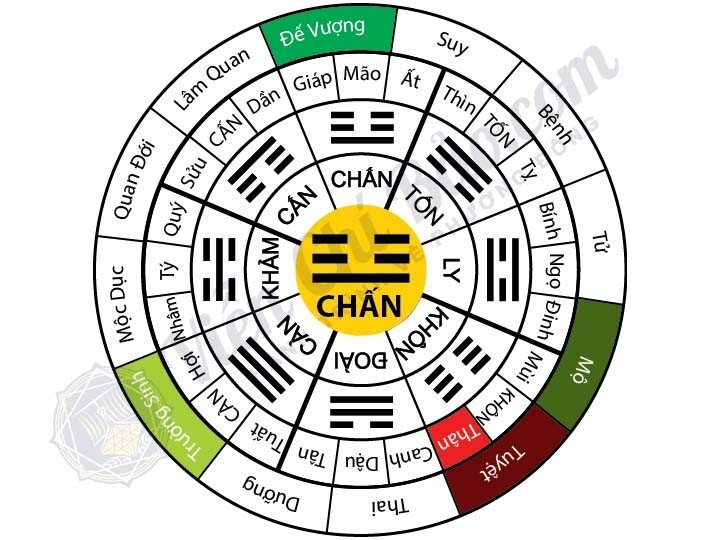 Đế Vượng
Suy
Bệnh
Tử
Mộ
Tuyệt
Thai
Dưỡng
Trường Sinh
Mộc Dục
Quan Đới
Lâm Quan
Giáp
Mão
Ất
Thìn
TỐN
Tỵ
Bính
Ngọ
Đinh
Mùi
KHÔN
Thân
Canh
Dậu
Tân
Tuất
CÀN
Hợi
Nhâm
Tý
Quý
Sửu
CẤN
Dần
CHẤN
TỐN
LY
KHÔN
ĐOÀI
CÀN
KHẢM
CẤN
CHẤN